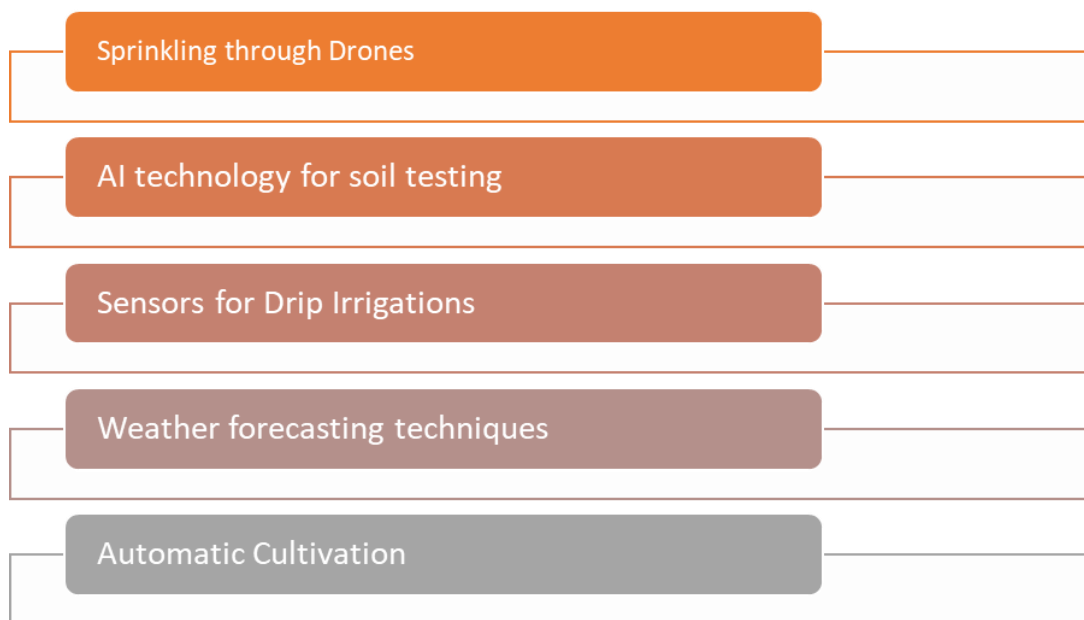 Sprinkling through Drones
AI technology for soil testing
Sensors for Drip Irrigations
Weather forecasting techniques
Automatic Cultivation